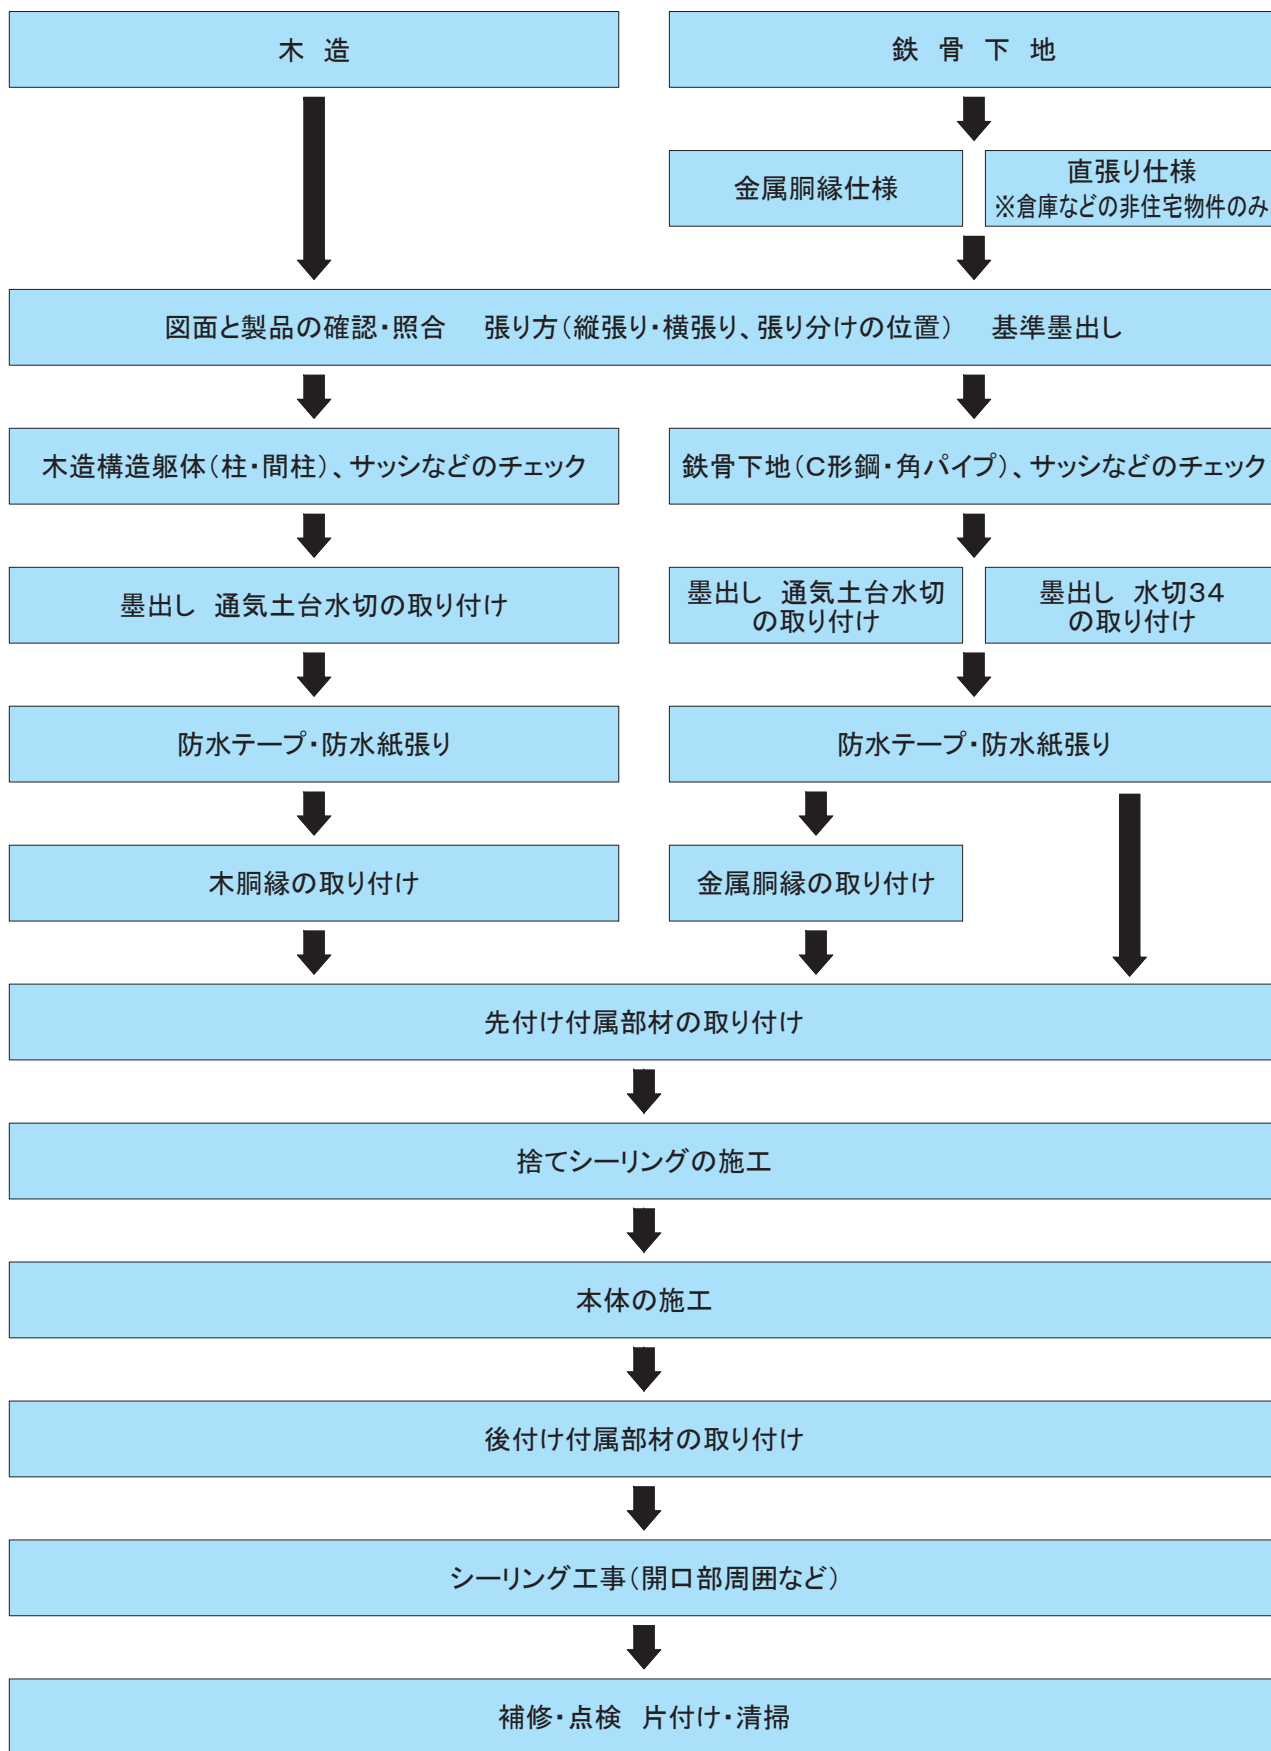 木 造
鉄 骨 下 地
金属胴縁仕様
直張り仕様
※倉庫などの非住宅物件のみ
図面と製品の確認・照合　張り方(縦張り・横張り、張り分けの位置)　基準墨出し
木造構造躯体(柱・間柱)、サッシなどのチェック
鉄骨下地(C形鋼・角パイプ)、サッシなどのチェック
墨出し　通気土台水切の取り付け
墨出し　通気土台水切
の取り付け
墨出し　水切34
の取り付け
防水テープ・防水紙張り
防水テープ・防水紙張り
木胴縁の取り付け
金属胴縁の取り付け
先付け付属部材の取り付け
捨てシーリングの施工
本体の施工
後付け付属部材の取り付け
シーリング工事(開口部周囲など)
補修・点検　片付け・清掃